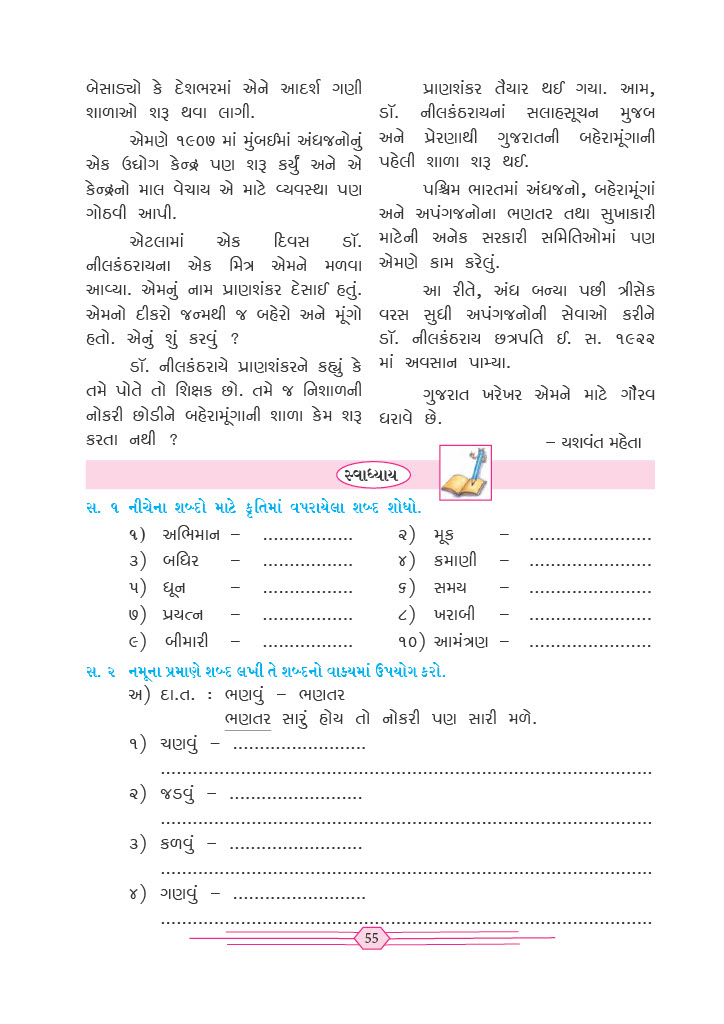 બેસાડ્યો કે દેશભરમાં એને આદર્શ ગણી
શાળાઓ શરૂ થવા લાગી.
એમણે ૧૯૦૭ માં મુંબઇમાં અંધજનોનું
એક ઉદ્યોગ કેન્દ્ર પણ શરૂ કર્યું અને એ
કેન્દ્રનો માલ વેચાય એ માટે વ્યવસ્થા પણ
ગોઠવી આપી.
એટલામાં એક દિવસ ડૉ.
નીલકંઠરાયના એક મિત્ર એમને મળવા
આવ્યા. એમનું નામ પ્રાણશંકર દેસાઈ હતું.
એમનો દીકરો જન્મથી જ બહેરો અને મૂંગો
હતો. એનું શું કરવું ?
ડૉ. નીલકંઠરાયે પ્રાણશંકરને કહ્યું કે
તમે પોતે તો શિક્ષક છો. તમે જ નિશાળની
નોકરી છોડીને બહેરામૂંગાની શાળા કેમ શરૂ
કરતા નથી ?
પ્રાણશંકર તૈયાર થઈ ગયા. આમ,
ડૉ. નીલકંઠરાયનાં સલાહસૂચન મુજબ
અને પ્રેરણાથી ગુજરાતની બહેરામૂંગાની
પહેલી શાળા શરૂ થઈ.
પશ્ચિમ ભારતમાં અંધજનો, બહેરામૂંગાં
અને અપંગજનોના ભણતર તથા સુખાકારી
માટેની અનેક સરકારી સમિતિઓમાં પણ
એમણે કામ કરેલું.
આ રીતે, અંધ બન્યા પછી ત્રીસેક
વરસ સુધી અપંગજનોની સેવાઓ કરીને
ડૉ. નીલકંઠરાય છત્રપતિ ઈ. સ. ૧૯૨૨
માં અવસાન પામ્યા.
ગુજરાત ખરેખર એમને માટે ગૌરવ
ધરાવે છે.
– યશવંત મહેતા
સ્વાધ્યાય
સ. ૧ નીચેના શબ્દો માટે કૃતિમાં વપરાયેલા શબ્દ શોધો.
૧) અભિમાન – .................. ૨) મૂક – ........................
૩) બધિર – .................. ૪) કમાણી – ........................
૫) ધૂન – .................. ૬) સમય – ........................
૭) પ્રયત્ન – .................. ૮) ખરાબી – ........................
૯) બીમારી – .................. ૧૦) આમંત્રણ – ........................
સ. ૨ નમૂના પ્રમાણે શબ્દ લખી તે શબ્દનો વાક્યમાં ઉપયોગ કરો.
અ) દા.ત. : ભણવું – ભણતર
ભણતર સારું હોય તો નોકરી પણ સારી મળે.
૧) ચણવું – .........................
............................................................................................
૨) જડવું – .........................
............................................................................................
૩) કળવું – .........................
............................................................................................
૪) ગણવું – .........................
............................................................................................
55